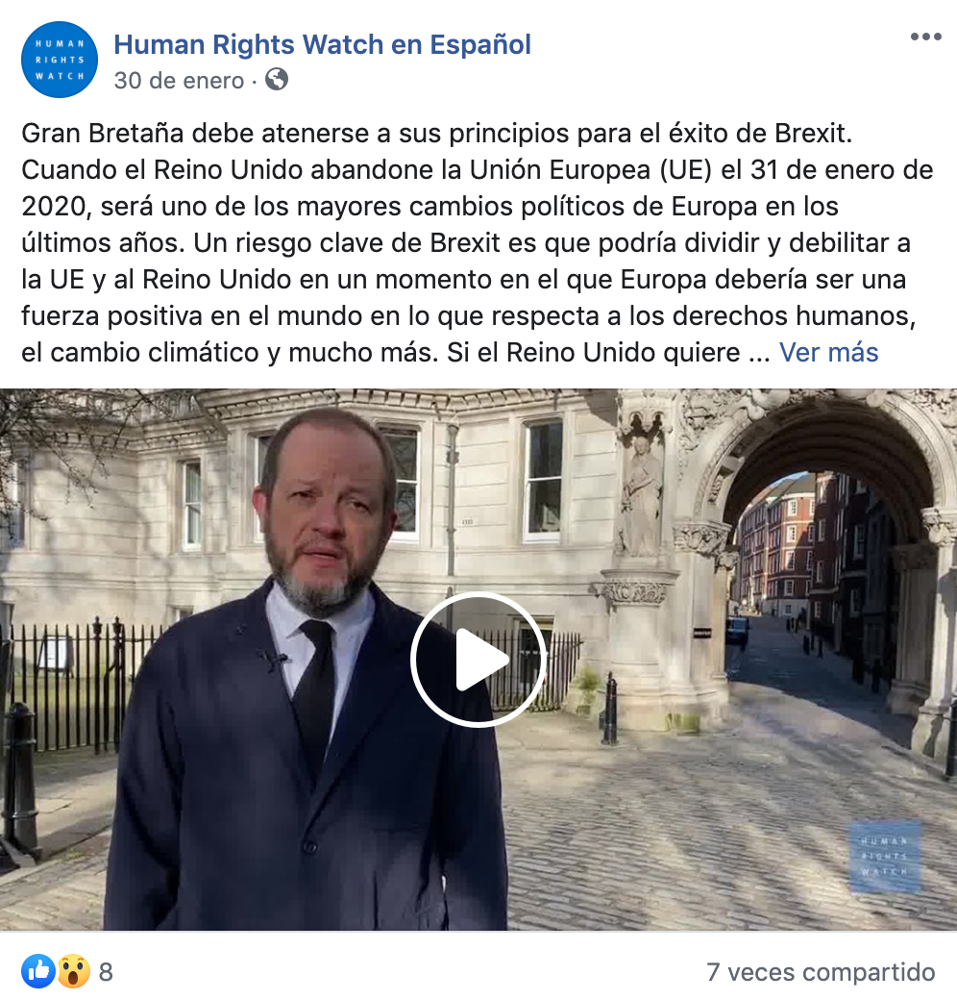 HUMAN
RIGHTS
WATCH
Human Rights Watch en Español
30 de enero ·
Gran Bretaña debe atenerse a sus principios para el éxito de Brexit.
Cuando el Reino Unido abandone la Unión Europea (UE) el 31 de enero de
2020, será uno de los mayores cambios políticos de Europa en los
últimos años. Un riesgo clave de Brexit es que podría dividir y debilitar a
la UE y al Reino Unido en un momento en el que Europa debería ser una
fuerza positiva en el mundo en lo que respecta a los derechos humanos,
el cambio climático y mucho más. Si el Reino Unido quiere ... Ver más
HUMAN
RIGHTS
WATCH
8
7 veces compartido